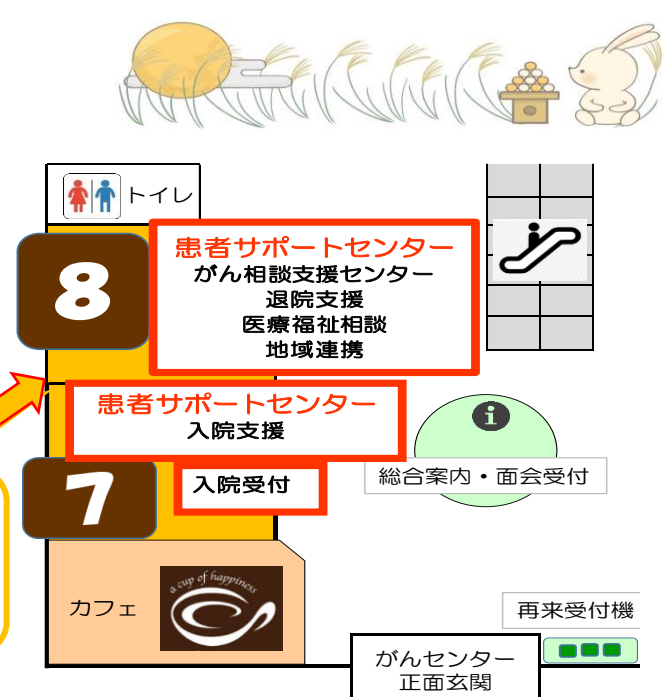 トイレ
8
患者サポートセンター
がん相談支援センター
退院支援
医療福祉相談
地域連携
患者サポートセンター
入院支援
i
総合案内・面会受付
7
入院受付
カフェ
a cup of happiness
再来受付機
がんセンター
正面玄関